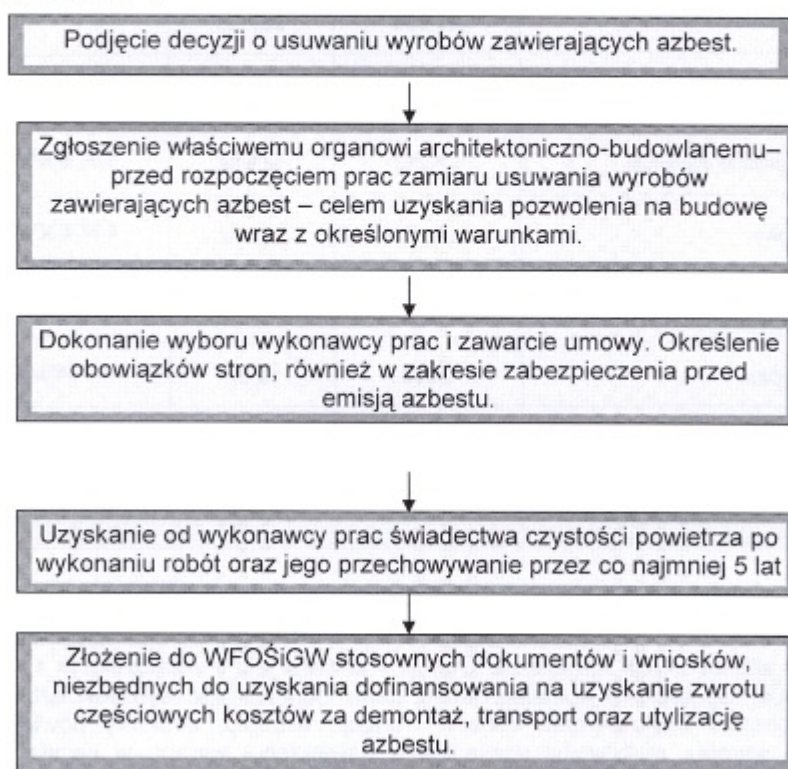 Podjęcie decyzji o usuwaniu wyrobów zawierających azbest.
Zgłoszenie właściwemu organowi architektoniczno-budowlanemu–
przed rozpoczęciem prac zamiaru usuwania wyrobów
zawierających azbest – celem uzyskania pozwolenia na budowę
wraz z określonymi warunkami.
Dokonanie wyboru wykonawcy prac i zawarcie umowy. Określenie
obowiązków stron, również w zakresie zabezpieczenia przed
emisją azbestu.
Uzyskanie od wykonawcy prac świadectwa czystości powietrza po
wykonaniu robót oraz jego przechowywanie przez co najmniej 5 lat
Złożenie do WFOŚiGW stosownych dokumentów i wniosków,
niezbędnych do uzyskania dofinansowania na uzyskanie zwrotu
częściowych kosztów za demontaż, transport oraz utylizację
azbestu.